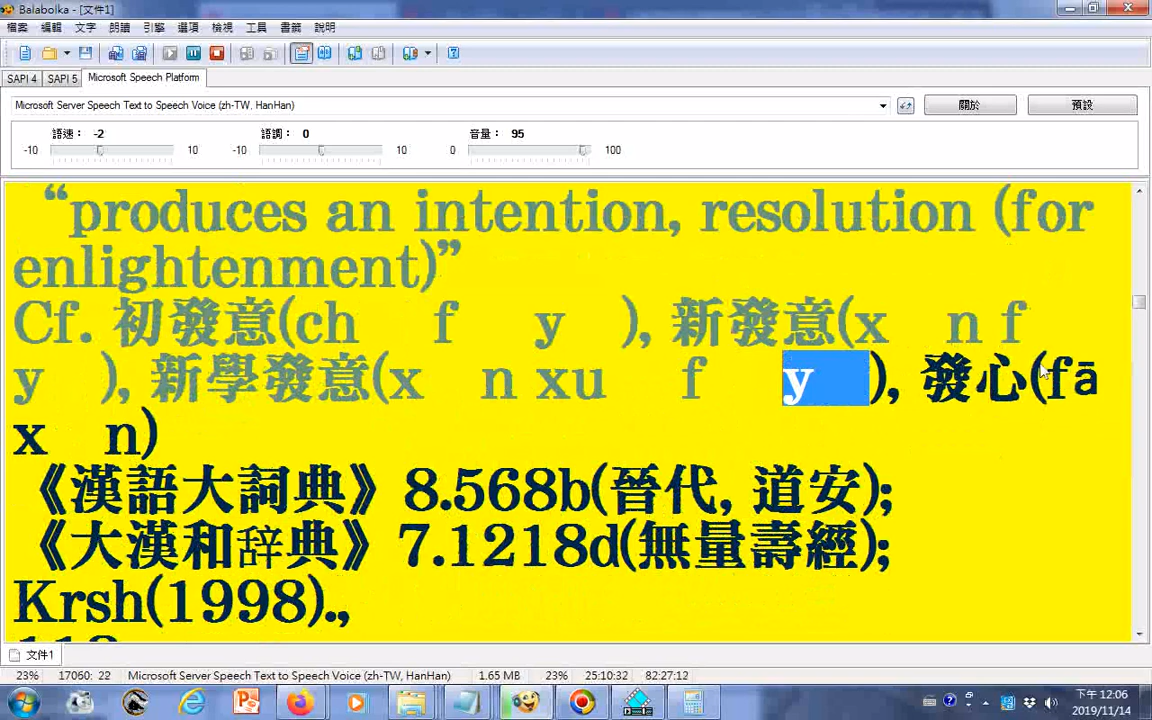 Balabolka - [文件1]
檔案 編輯 文字 朗讀 引擎 選項 檢視 工具 書籤 說明
SAPI 4 SAPI 5 Microsoft Speech Platform
Microsoft Server Speech Text to Speech Voice (zh-TW, HanHan) 關於 預設
語速： -2 語調： 0 音量： 95
-10 10 -10 10 0 100
“produces an intention, resolution (for
enlightenment)”
Cf. 初發意(ch f y ), 新發意(x n f
y ), 新學發意(x n xu f y ), 發心(fā
x n)
《漢語大詞典》 8.568b(晉代, 道安);
《大漢和辞典》 7.1218d(無量壽經);
Krsh(1998).,
118
文件1
23% 17060: 22 Microsoft Server Speech Text to Speech Voice (zh-TW, HanHan) 1.65 MB 23% 25:10:32 82:27:12
下午 12:06
2019/11/14